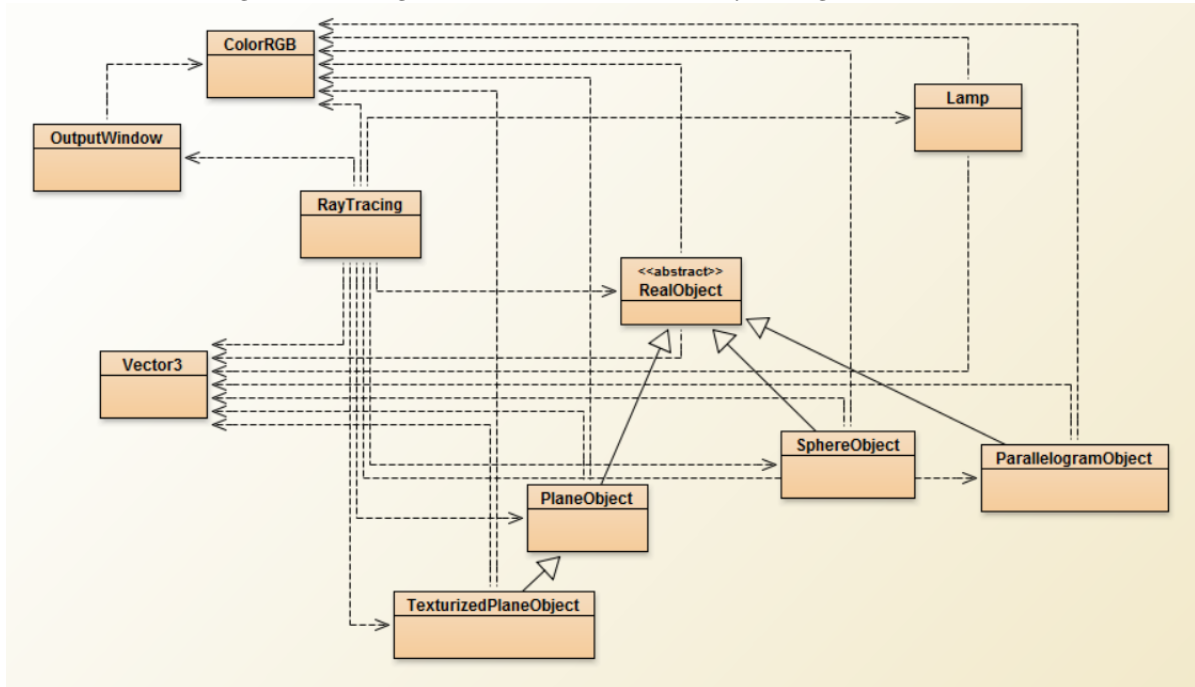 ColorRGB
Lamp
OutputWindow
RayTracing
<<abstract>>
RealObject
Vector3
SphereObject
ParallelogramObject
PlaneObject
TexturizedPlaneObject